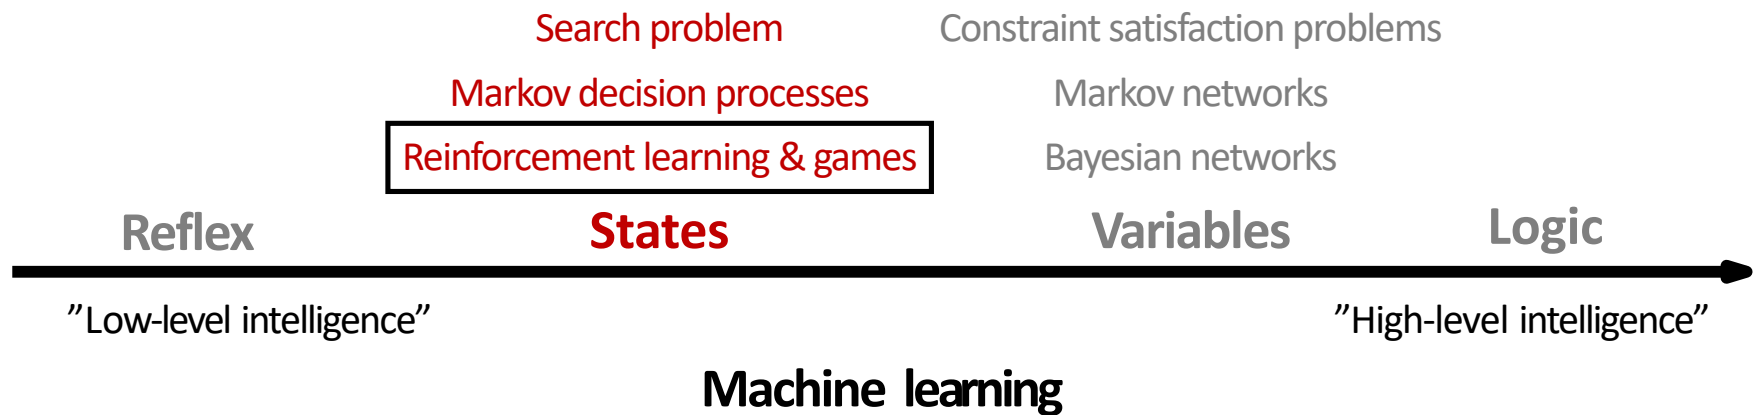 Search problem Constraint satisfaction problems
Markov decision processes Markov networks
Reinforcement learning & games Bayesian networks
Reflex States Variables Logic
”Low-level intelligence” ”High-level intelligence”
Machine learning